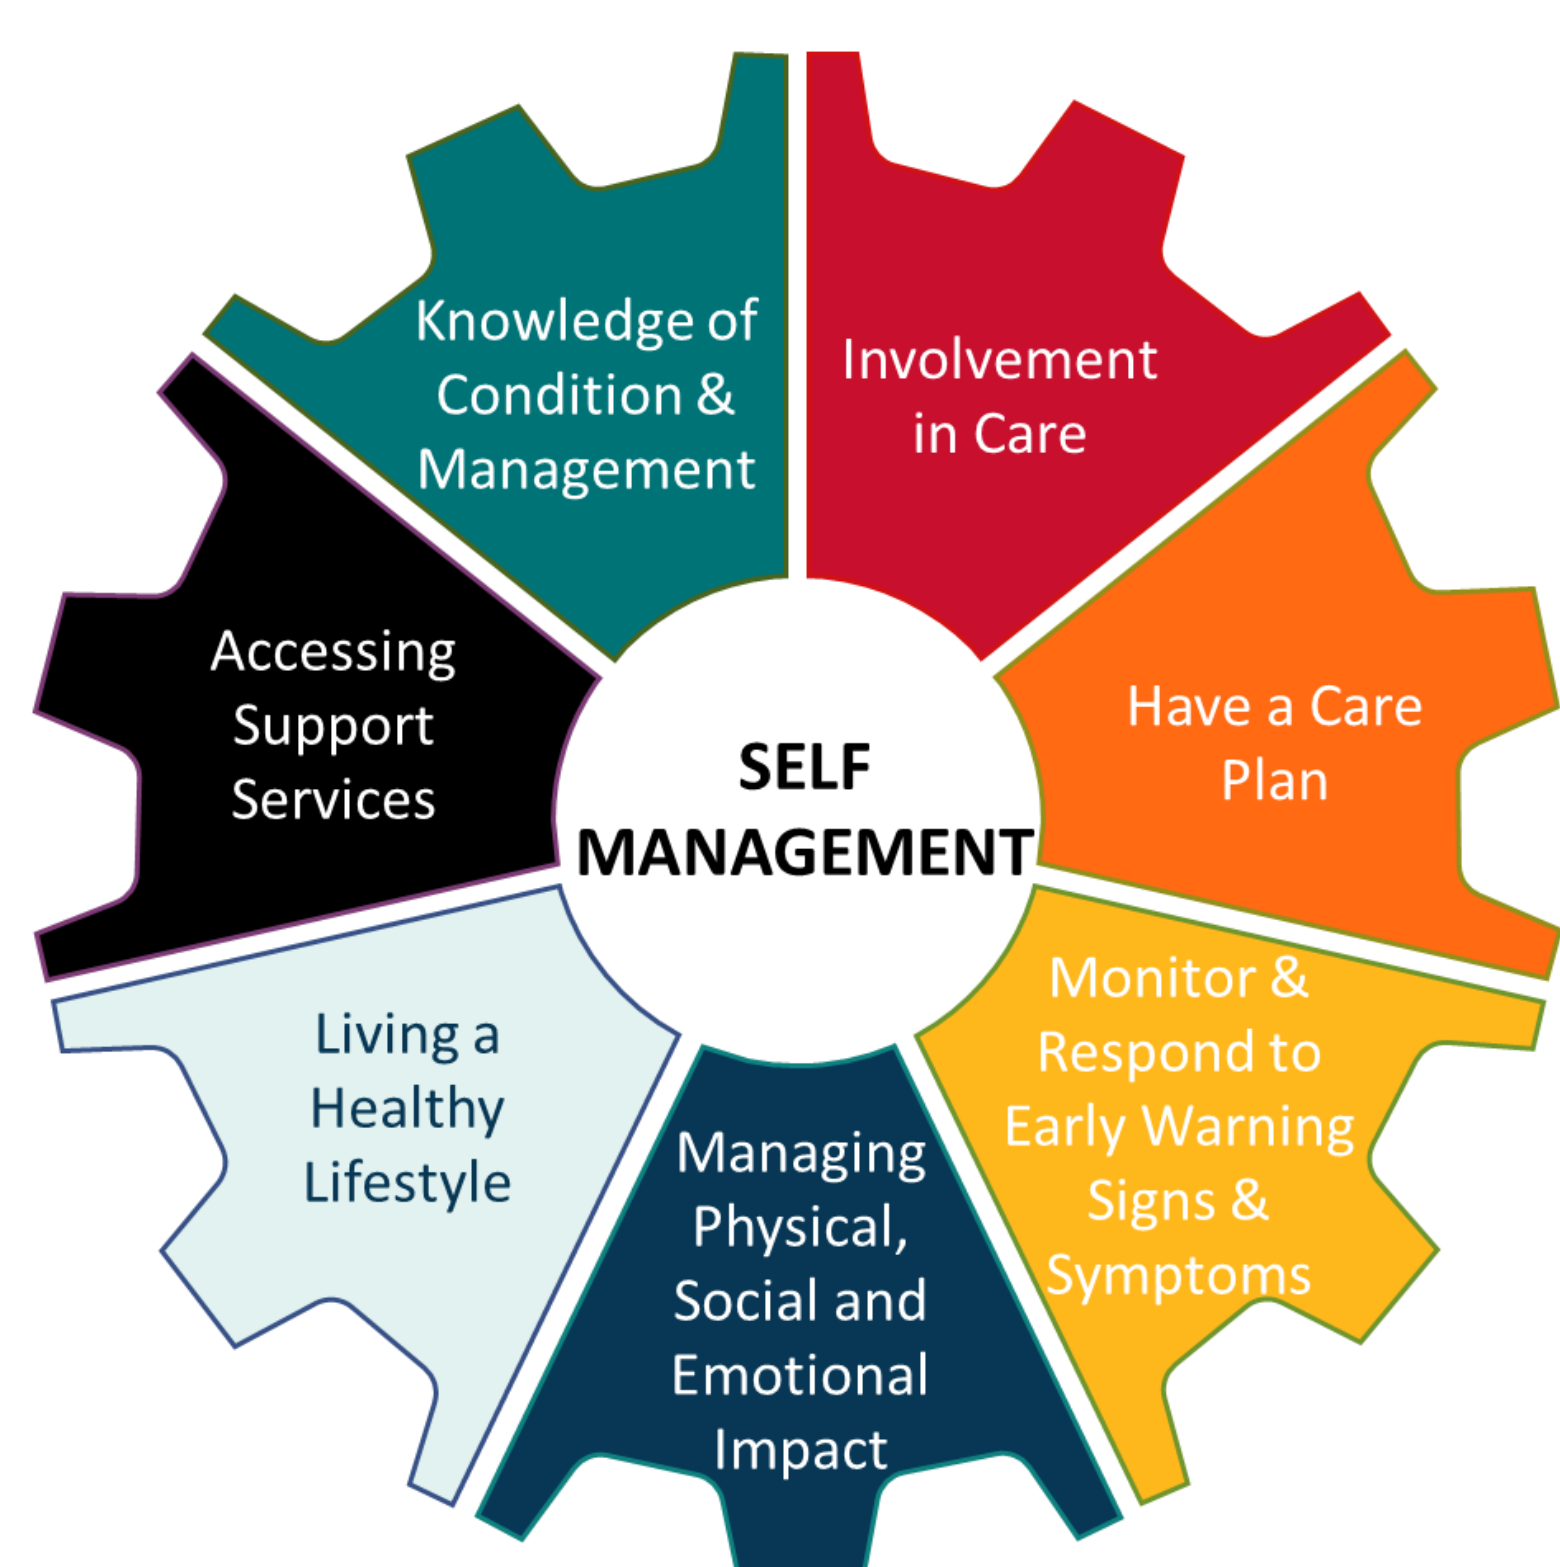 Knowledge of
Condition &
Management
Involvement
in Care
Accessing
Support
Services
Have a Care
Plan
SELF
MANAGEMENT
Monitor &
Respond to
Early Warning
Signs &
Symptoms
Living a
Healthy
Lifestyle
Managing
Physical,
Social and
Emotional
Impact